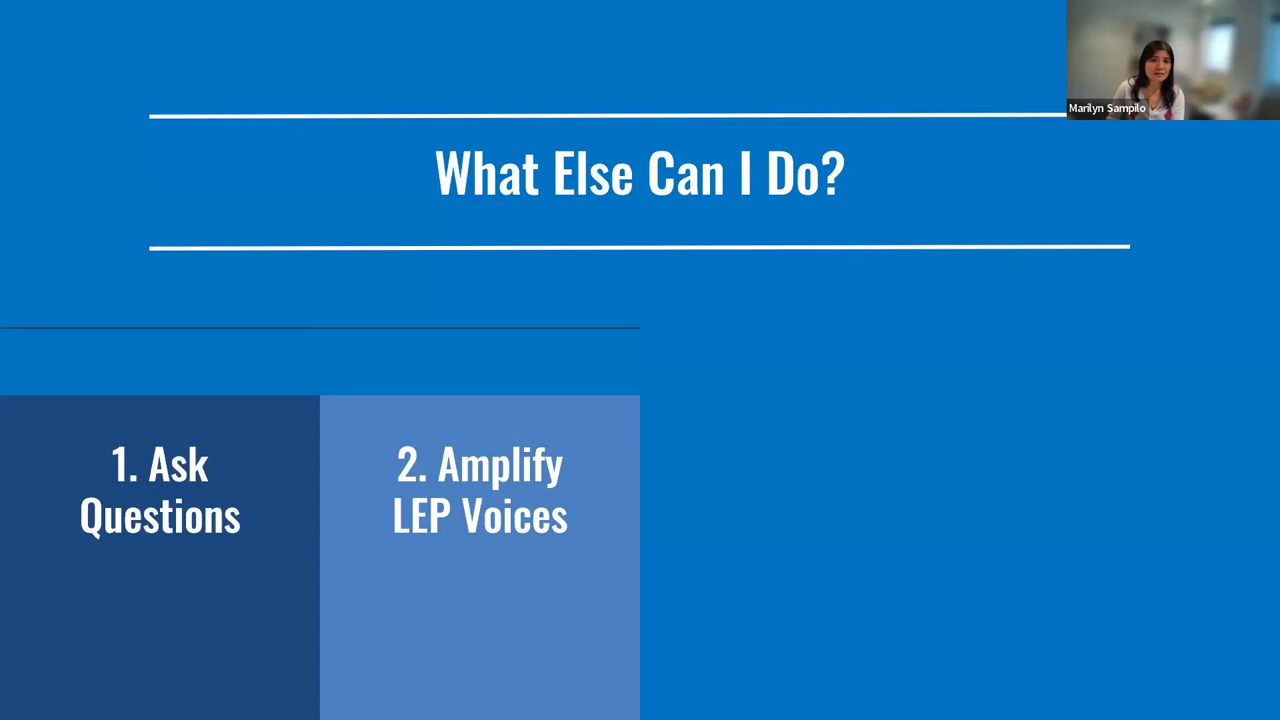 Marilyn Sampilo
What Else Can I Do?
1. Ask
Questions
2. Amplify
LEP Voices